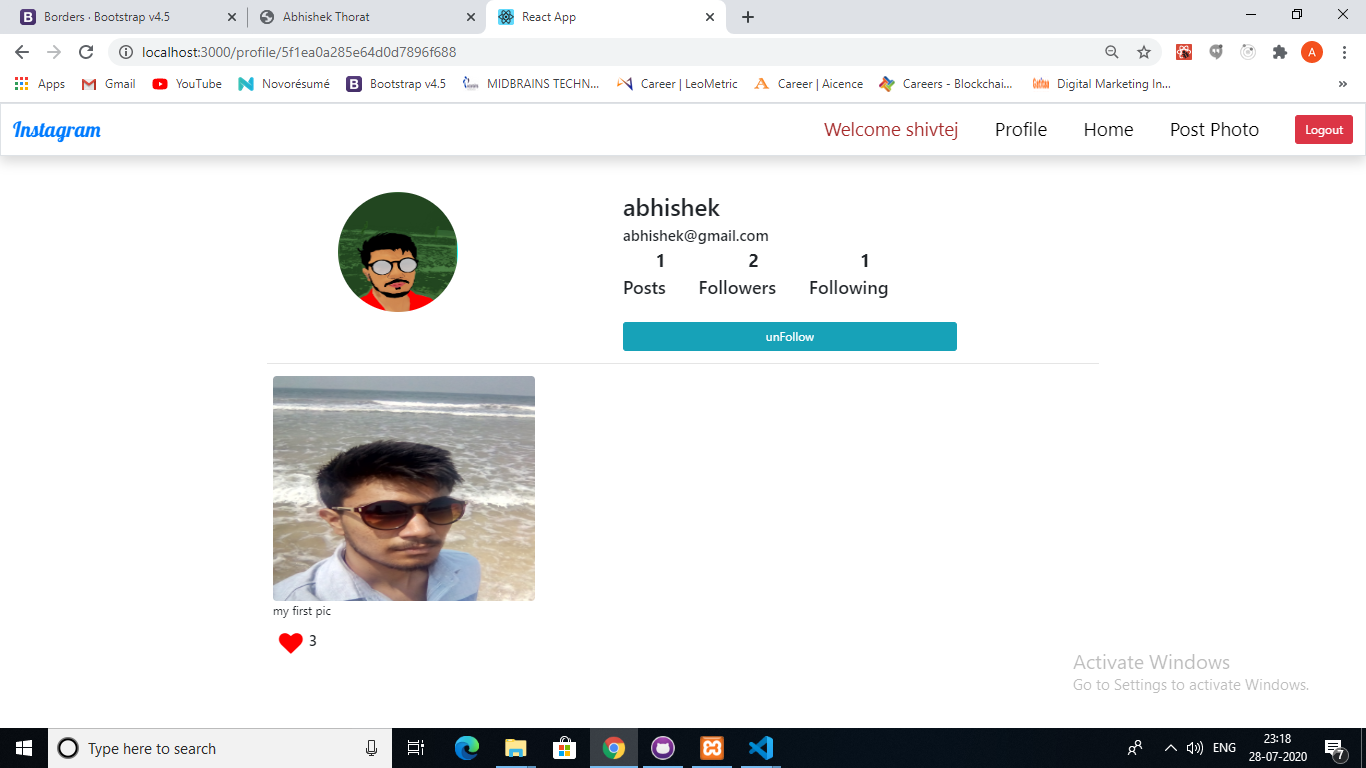 Borders · Bootstrap v4.5
Abhishek Thorat
React App
localhost:3000/profile/5f1ea0a285e64d0d7896f688
A
Apps
Gmail
YouTube
Novorésumé
Bootstrap v4.5
MIDBRAINS TECHN...
Career | LeoMetric
Career | Aicence
Careers - Blockchai...
Digital Marketing In...
»
Instagram
Welcome shivtej
Profile
Home
Post Photo
Logout
abhishek
abhishek@gmail.com
1 2 1
Posts Followers Following
unFollow
my first pic
3
Activate Windows
Go to Settings to activate Windows.
Type here to search
ENG
23:18
28-07-2020
7